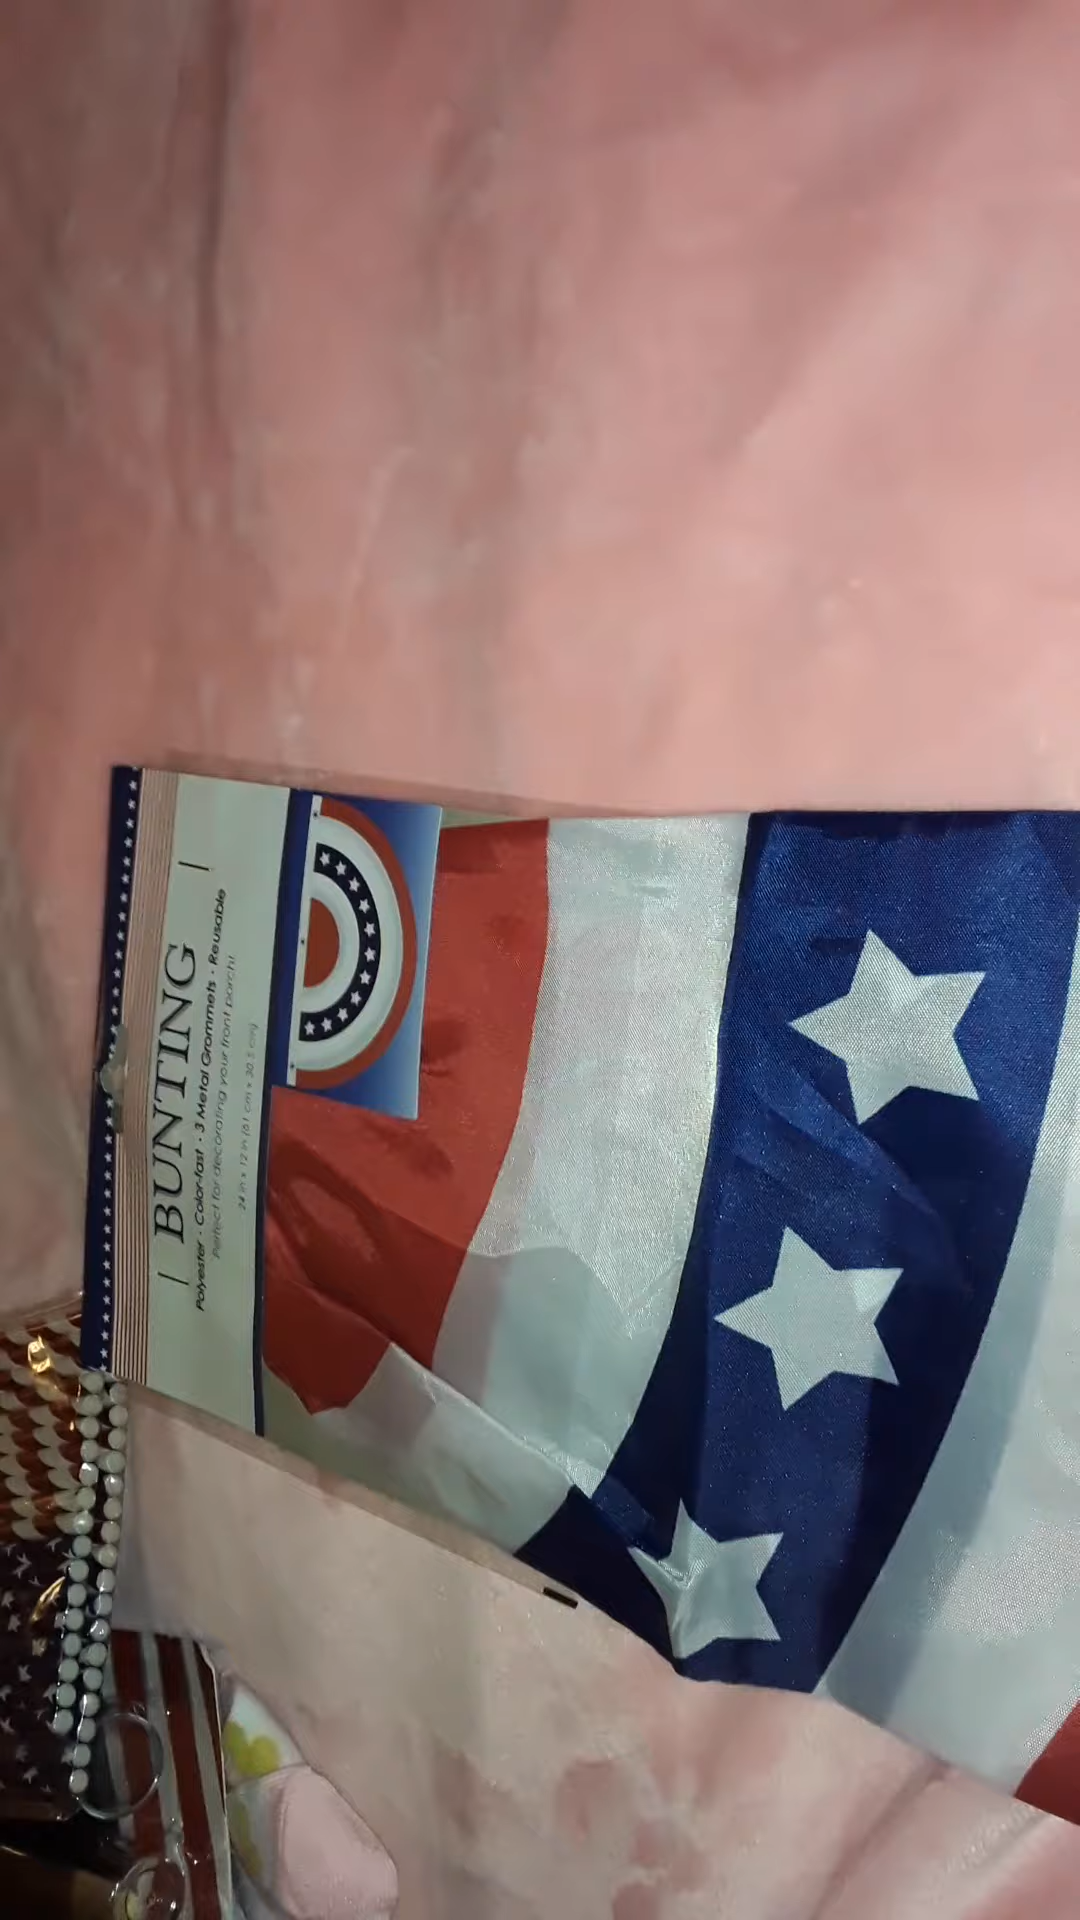 BUNTING
Polyester • Color-fast • 3 Metal Grommets • Reusable
Perfect for decorating your front porch!
24 in x 12 in (61 cm x 30.5 cm)